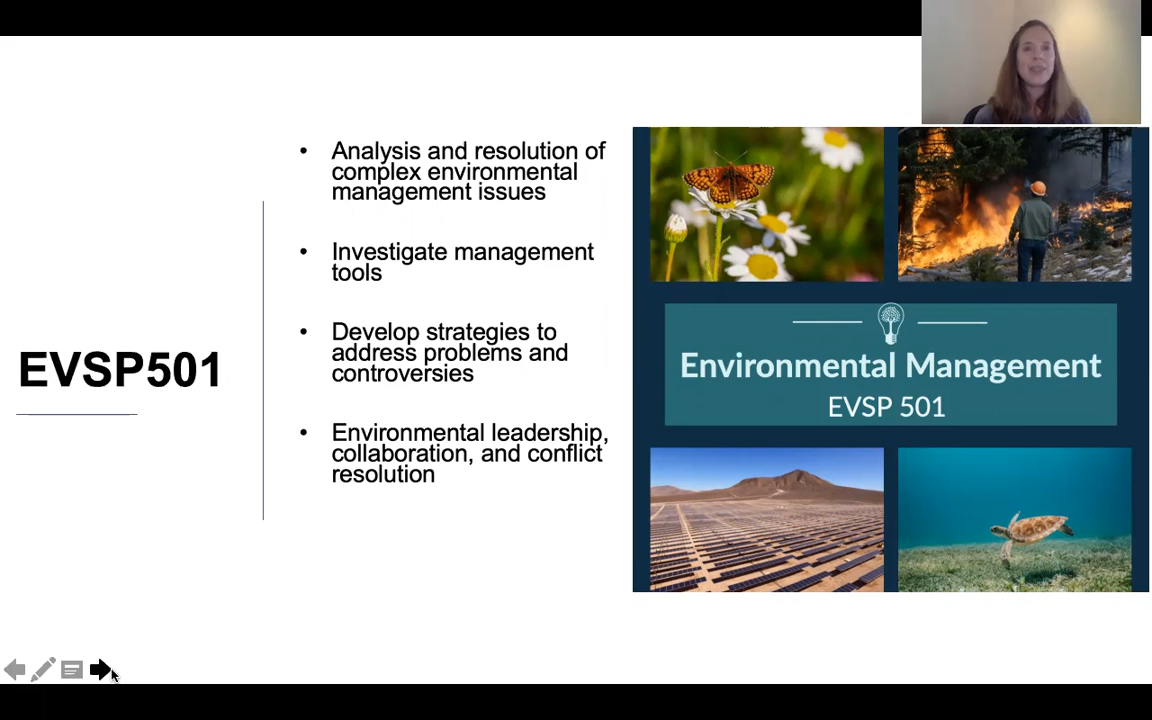 EVSP501
• Analysis and resolution of
complex environmental
management issues
• Investigate management
tools
• Develop strategies to
address problems and
controversies
• Environmental leadership,
collaboration, and conflict
resolution
Environmental Management
EVSP 501